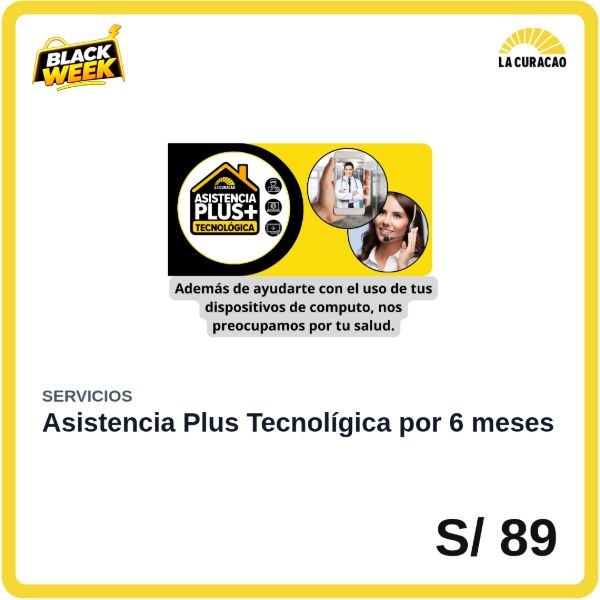 BLACK
WEEK
LA CURACAO
LA CURACAO
ASISTENCIA
PLUS+
TECNOLÓGICA
Además de ayudarte con el uso de tus
dispositivos de computo, nos
preocupamos por tu salud.
SERVICIOS
Asistencia Plus Tecnolígica por 6 meses
S/ 89